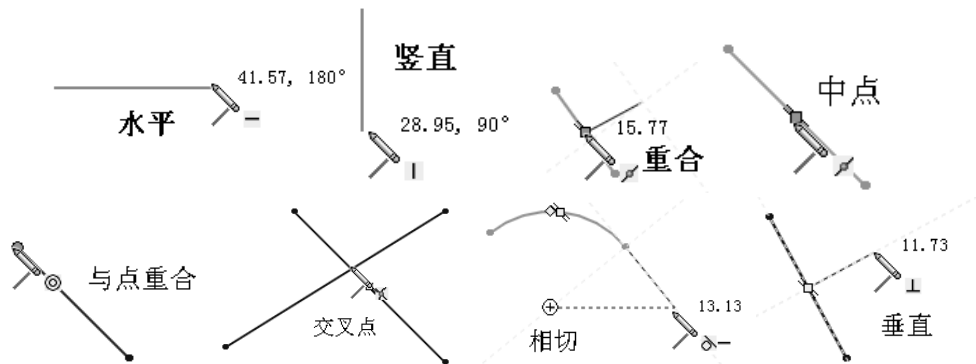 41.57, 180°
水平
竖直
28.95, 90°
15.77
重合
中点
与点重合
交叉点
13.13
相切
11.73
垂直